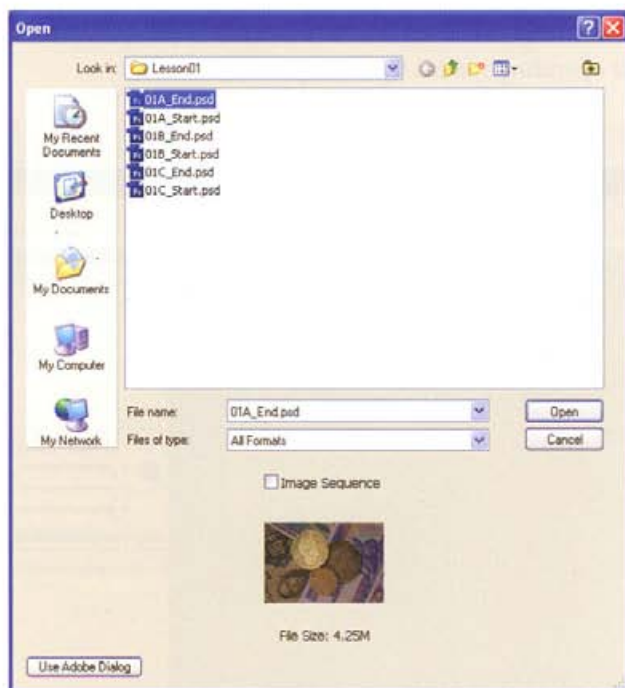 Open
Look in:
Lesson01
My Recent
Documents
Desktop
My Documents
My Computer
My Network
01A_End.psd
01A_Start.psd
01B_End.psd
01B_Start.psd
01C_End.psd
01C_Start.psd
File name:
01A_End.psd
Open
Files of type:
All Formats
Cancel
Image Sequence
File Size: 4.25M
Use Adobe Dialog